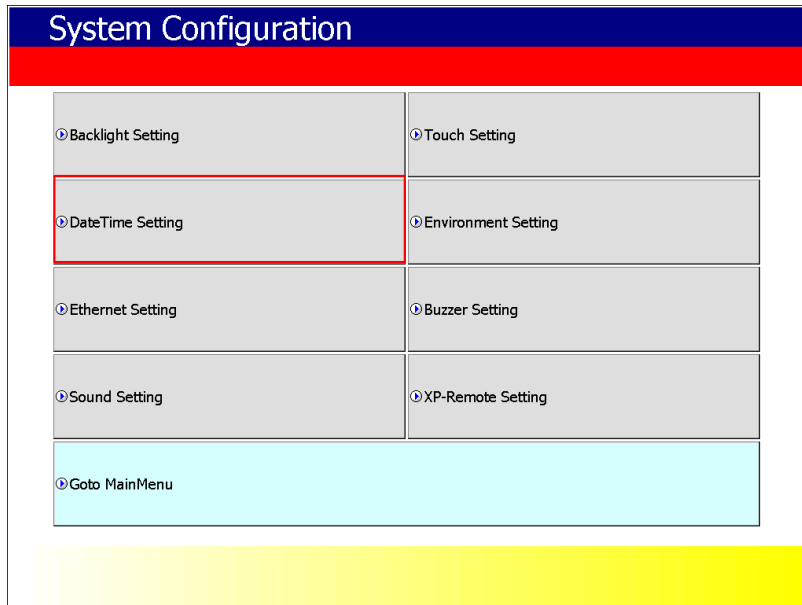 System Configuration
Backlight Setting
Touch Setting
DateTime Setting
Environment Setting
Ethernet Setting
Buzzer Setting
Sound Setting
XP-Remote Setting
Goto MainMenu